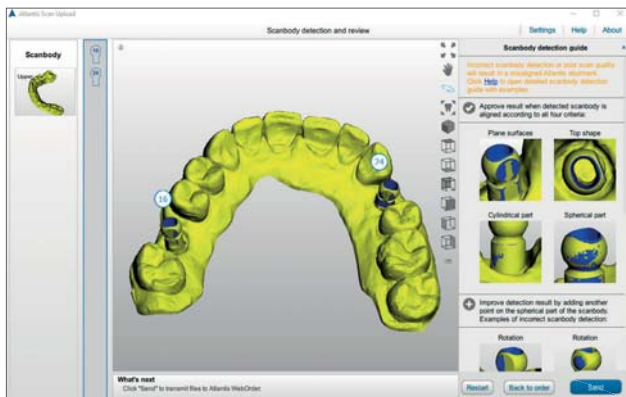 Atlantis Scan Upload
Scanbody detection and review
Settings
Help
About
Scanbody
Upper
16
24
Scanbody detection guide
Incorrect scanbody detection or poor scan quality
will result in a misaligned Atlantis abutment.
Click Help to open detailed scanbody detection
guide with examples.
Approve result when detected scanbody is
aligned according to all four criteria:
Plane surfaces
Top shape
Cylindrical part
Spherical part
Improve detection result by adding another
point on the spherical part of the scanbody.
Examples of incorrect scanbody detection:
Rotation
Rotation
What's next
Click "Send" to transmit files to Atlantis WebOrder.
Restart
Back to order
Send